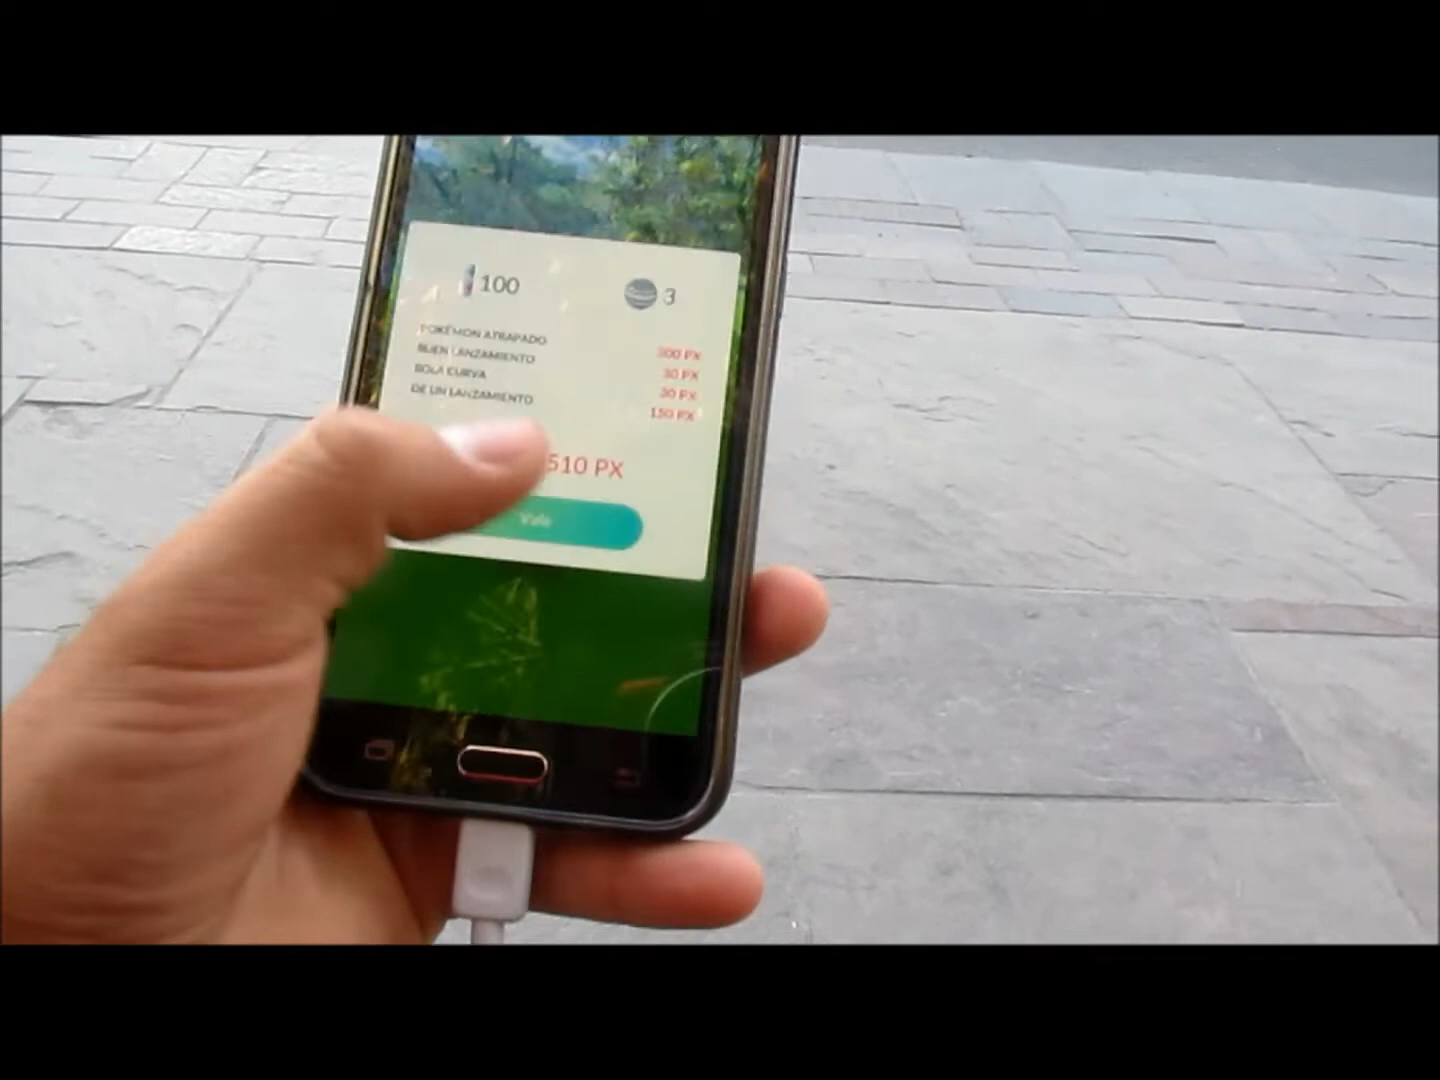 100
3
POKÉMON ATRAPADO
300 PX
BUEN LANZAMIENTO
30 PX
BOLA CURVA
30 PX
DE UN LANZAMIENTO
150 PX
510 PX
Vale